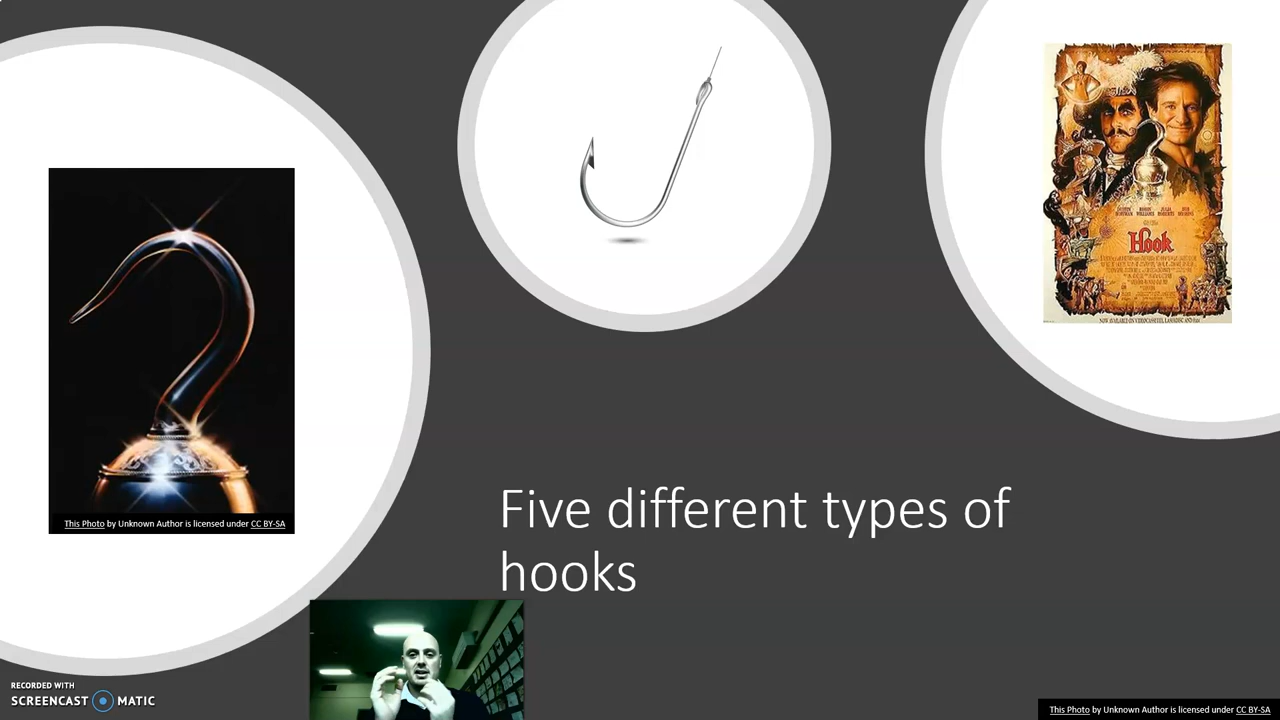 Hook
This Photo by Unknown Author is licensed under CC BY-SA
Five different types of
hooks
RECORDED WITH
SCREENCAST MATIC
This Photo by Unknown Author is licensed under CC BY-SA